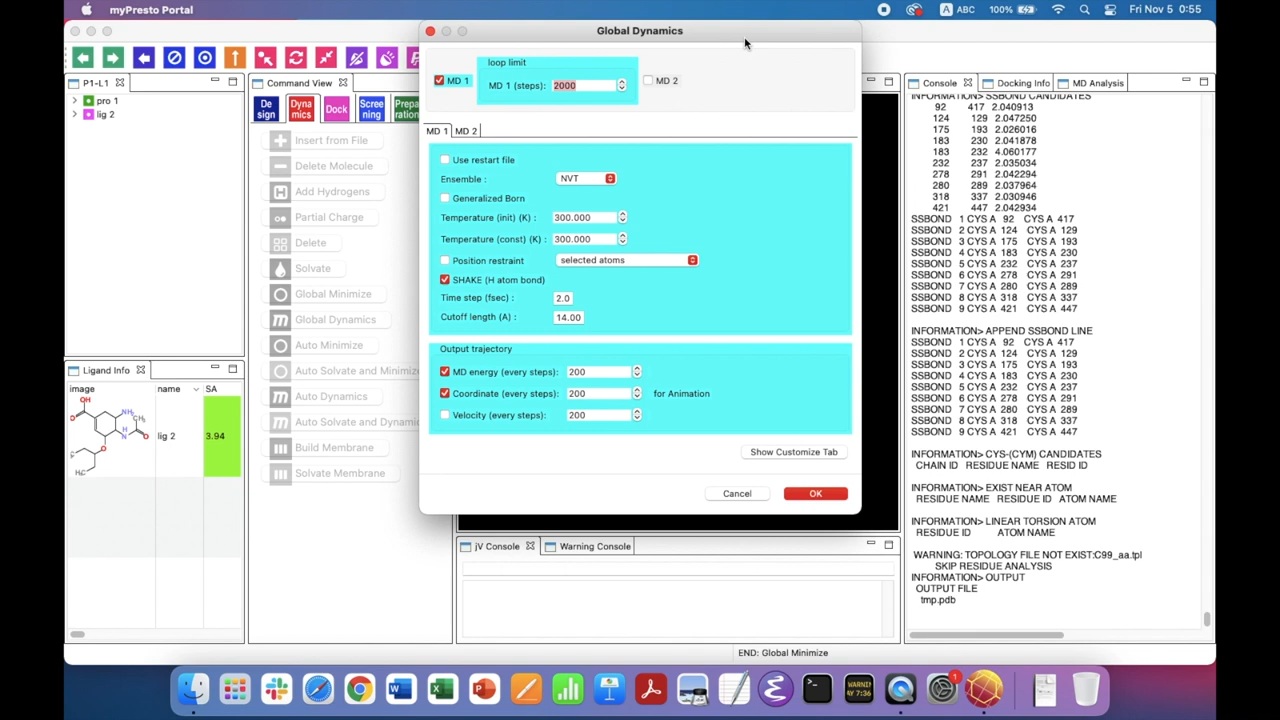 myPresto Portal
ABC
100%
Fri Nov 5 0:55
Global Dynamics
P1-L1
pro 1
lig 2
Command View
De
sign
Dyna
mics
Dock
Scree
ning
Prepa
ration
Insert from File
Delete Molecule
Add Hydrogens
Partial Charge
Delete
Solvate
Global Minimize
Global Dynamics
Auto Minimize
Auto Solvate and Minimiz
Auto Dynamics
Auto Solvate and Dynamic
Build Membrane
Solvate Membrane
MD 1
loop limit
MD 1 (steps): 2000
MD 2
MD 1
MD 2
Use restart file
Ensemble : NVT
Generalized Born
Temperature (init) (K) : 300.000
Temperature (const) (K) : 300.000
Position restraint selected atoms
SHAKE (H atom bond)
Time step (fsec) : 2.0
Cutoff length (A) : 14.00
Output trajectory
MD energy (every steps): 200
Coordinate (every steps): 200 for Animation
Velocity (every steps): 200
Show Customize Tab
Cancel
OK
Ligand Info
image name SA
OH
NH₂
CH₃
H₃C
lig 2
3.94
jV Console
Warning Console
END: Global Minimize
Console
Docking Info
MD Analysis
INFORMATION> SSBOND CANDIDATES
92 417 2.040913
124 129 2.047250
175 193 2.026016
183 230 2.041878
183 232 4.060177
232 237 2.035034
278 291 2.042294
280 289 2.037964
318 337 2.030946
421 447 2.042934
SSBOND 1 CYS A 92 CYS A 417
SSBOND 2 CYS A 124 CYS A 129
SSBOND 3 CYS A 175 CYS A 193
SSBOND 4 CYS A 183 CYS A 230
SSBOND 5 CYS A 232 CYS A 237
SSBOND 6 CYS A 278 CYS A 291
SSBOND 7 CYS A 280 CYS A 289
SSBOND 8 CYS A 318 CYS A 337
SSBOND 9 CYS A 421 CYS A 447
INFORMATION> APPEND SSBOND LINE
SSBOND 1 CYS A 92 CYS A 417
SSBOND 2 CYS A 124 CYS A 129
SSBOND 3 CYS A 175 CYS A 193
SSBOND 4 CYS A 183 CYS A 230
SSBOND 5 CYS A 232 CYS A 237
SSBOND 6 CYS A 278 CYS A 291
SSBOND 7 CYS A 280 CYS A 289
SSBOND 8 CYS A 318 CYS A 337
SSBOND 9 CYS A 421 CYS A 447
INFORMATION> CYS-(CYM) CANDIDATES
CHAIN ID RESIDUE NAME RESID ID
INFORMATION> EXIST NEAR ATOM
RESIDUE NAME RESIDUE ID ATOM NAME
INFORMATION> LINEAR TORSION ATOM
RESIDUE ID ATOM NAME
WARNING: TOPOLOGY FILE NOT EXIST:C99_aa.tpl
SKIP RESIDUE ANALYSIS
INFORMATION> OUTPUT
OUTPUT FILE
tmp.pdb
WARNIN
AY 7:36
1